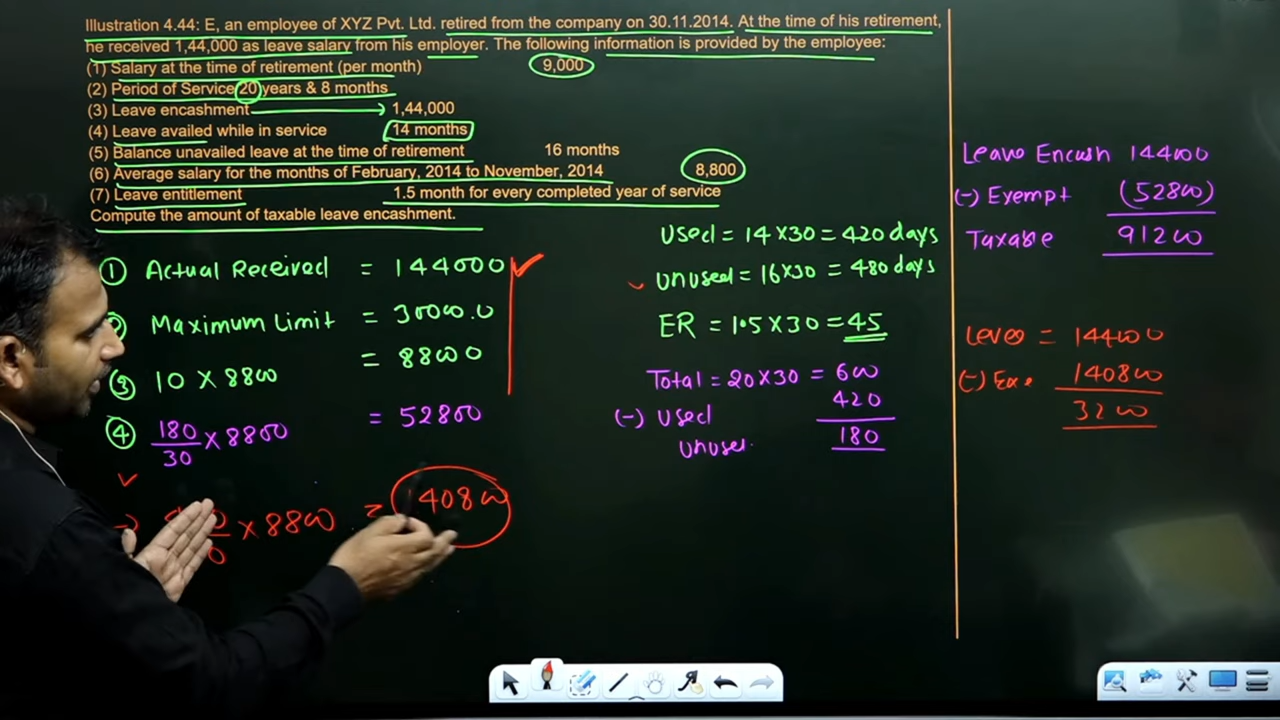 Illustration 4.44: E, an employee of XYZ Pvt. Ltd. retired from the company on 30.11.2014. At the time of his retirement,
he received 1,44,000 as leave salary from his employer. The following information is provided by the employee:
(1) Salary at the time of retirement (per month) 9,000
(2) Period of Service 20 years & 8 months
(3) Leave encashment 1,44,000
(4) Leave availed while in service 14 months
(5) Balance unavailed leave at the time of retirement 16 months
(6) Average salary for the months of February, 2014 to November, 2014 8,800
(7) Leave entitlement 1.5 month for every completed year of service
Compute the amount of taxable leave encashment.
① Actual Received = 144000
Maximum Limit = 30000.0
③ 10 X 8800 = 88000
④ 180/30 X 8800 = 52800
X 8800 = 140800
Used = 14 X 30 = 420 days
Unused = 16 X 30 = 480 days
ER = 1.5 X 30 = 45
Total = 20 X 30 = 600
(-) Used 420
Unuse. 180
Leave Encash 144000
(-) Exempt (52800)
Taxable 91200
= 144000
(-) Exe. 140800
3200